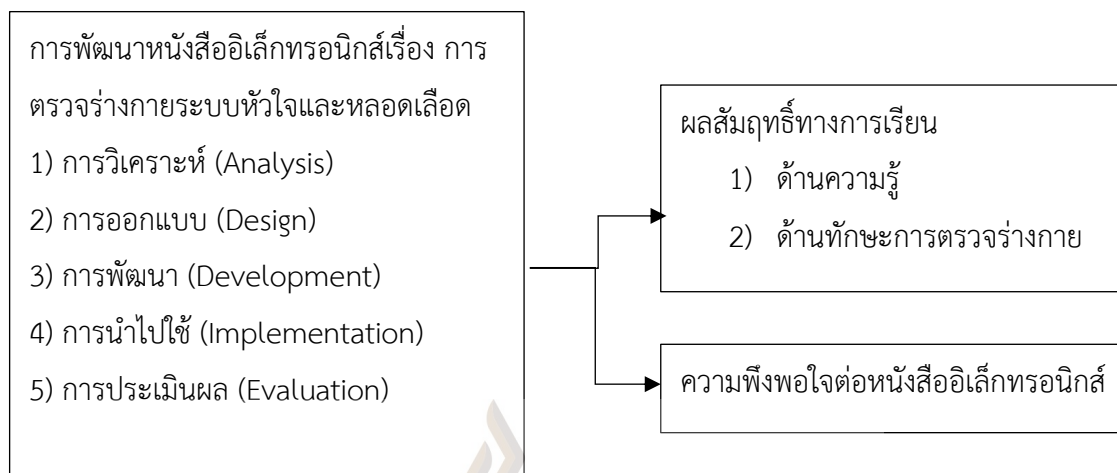 การพัฒนาหนังสืออิเล็กทรอนิกส์เรื่อง การ
ตรวจร่างกายระบบหัวใจและหลอดเลือด
1) การวิเคราะห์ (Analysis)
2) การออกแบบ (Design)
3) การพัฒนา (Development)
4) การนำไปใช้ (Implementation)
5) การประเมินผล (Evaluation)
ผลสัมฤทธิ์ทางการเรียน
1) ด้านความรู้
2) ด้านทักษะการตรวจร่างกาย
ความพึงพอใจต่อหนังสืออิเล็กทรอนิกส์